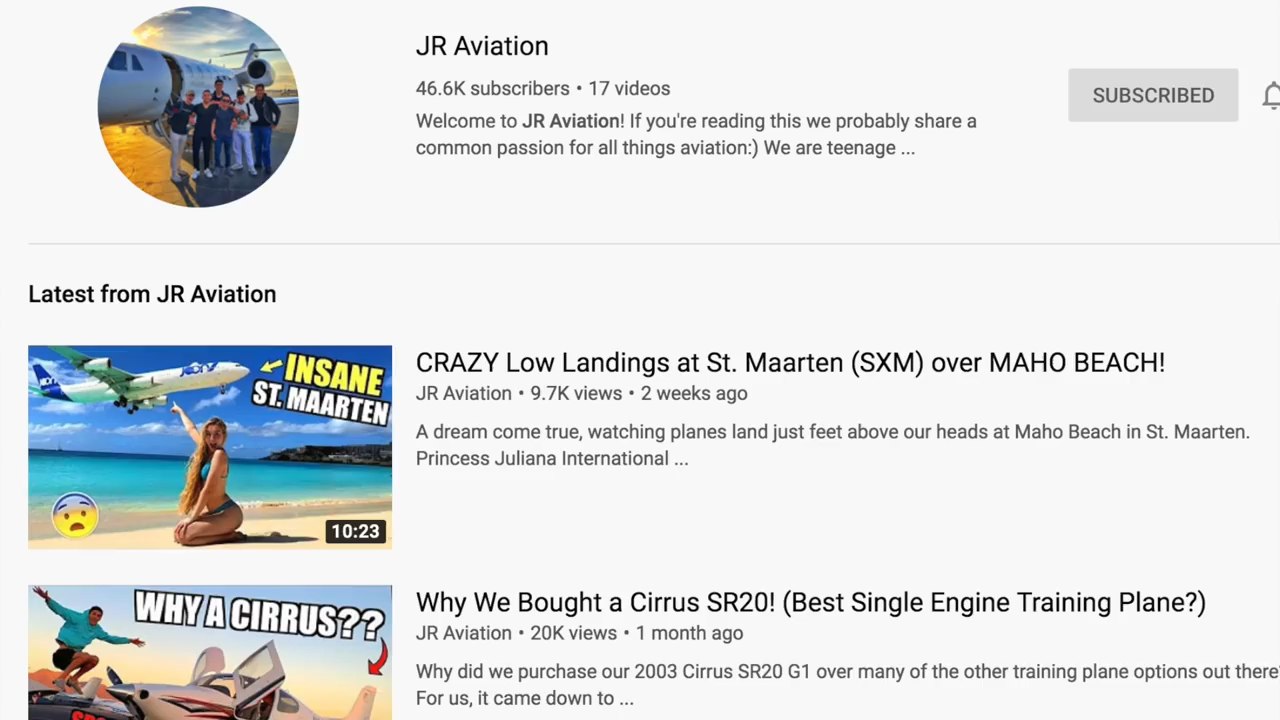 JR Aviation
46.6K subscribers • 17 videos
SUBSCRIBED
Welcome to JR Aviation! If you're reading this we probably share a
common passion for all things aviation:) We are teenage ...
Latest from JR Aviation
JOON
INSANE
ST. MAARTEN
10:23
CRAZY Low Landings at St. Maarten (SXM) over MAHO BEACH!
JR Aviation • 9.7K views • 2 weeks ago
A dream come true, watching planes land just feet above our heads at Maho Beach in St. Maarten.
Princess Juliana International ...
WHY A CIRRUS??
Why We Bought a Cirrus SR20! (Best Single Engine Training Plane?)
JR Aviation • 20K views • 1 month ago
Why did we purchase our 2003 Cirrus SR20 G1 over many of the other training plane options out there?
For us, it came down to ...